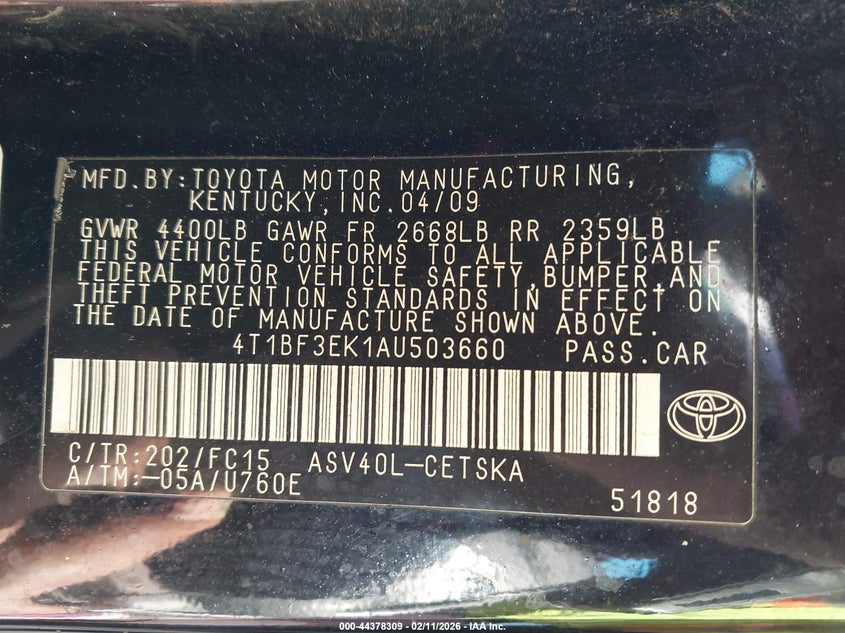 MFD.BY:TOYOTA MOTOR MANUFACTURING,
KENTUCKY,INC.04/09
GVWR 4400LB GAWR FR 2668LB RR 2359LB
THIS VEHICLE CONFORMS TO ALL APPLICABLE
FEDERAL MOTOR VEHICLE SAFETY,BUMPER,AND
THEFT PREVENTION STANDARDS IN EFFECT ON
THE DATE OF MANUFACTURE SHOWN ABOVE.
4T1BF3EK1AU503660 PASS.CAR
C/TR:202/FC15 ASV40L-CETSKA
A/TM:-05A/U760E
51818
000-44378309 - 02/11/2026 - IAA Inc.